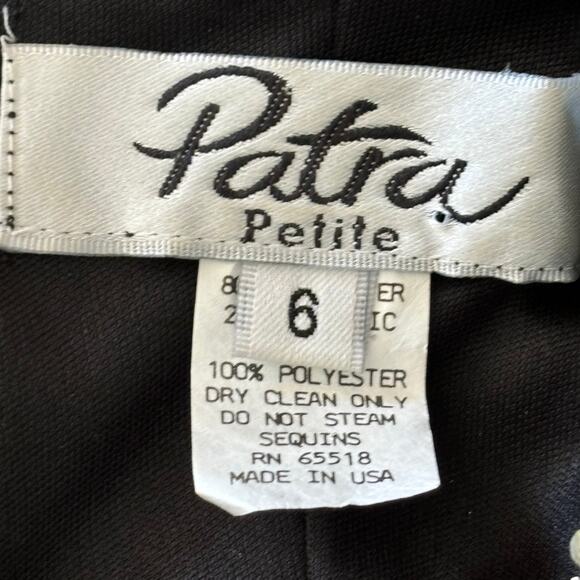 Patra
Petite
6
100% POLYESTER
DRY CLEAN ONLY
DO NOT STEAM
SEQUINS
RN 65518
MADE IN USA